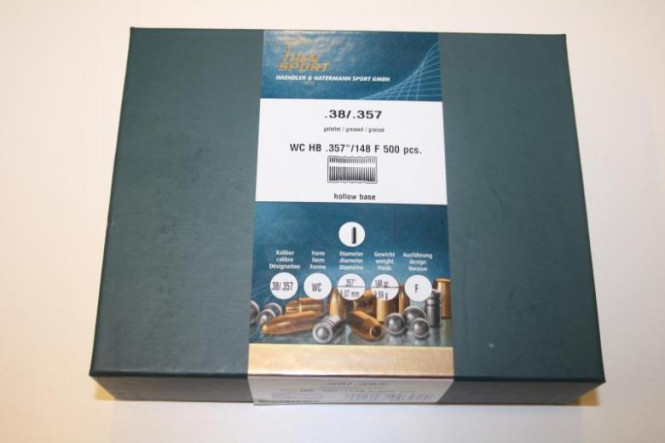 SPORT
HAENDLER & NATERMANN SPORT GMBH
.38/.357
gefettet / greased / graissé
WC HB .357"/148 F 500 pcs.
hollow base
Kaliber Form Diameter Gewicht Ausführung
calibre form diameter weight design
Désignation Forme Diamètre Poids Version
.38/.357 WC .357" 148 gr F
9,07 mm 9,59 g
.38/.357